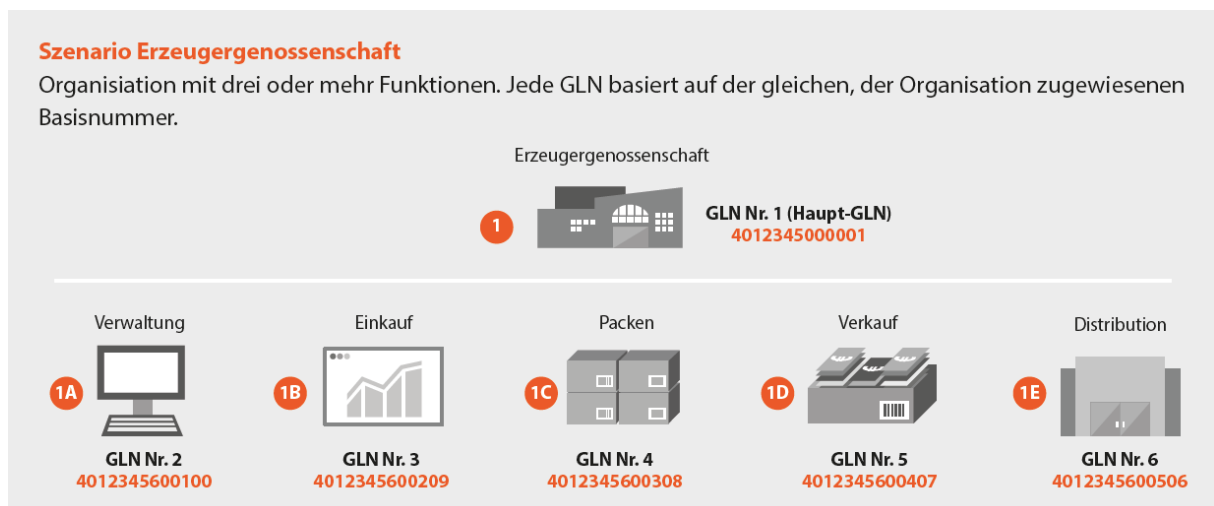 Szenario Erzeugergenossenschaft
Organisiation mit drei oder mehr Funktionen. Jede GLN basiert auf der gleichen, der Organisation zugewiesenen
Basisnummer.
Erzeugergenossenschaft
1
GLN Nr. 1 (Haupt-GLN)
4012345000001
Verwaltung
Einkauf
Packen
Verkauf
Distribution
1A
1B
1C
1D
1E
GLN Nr. 2
GLN Nr. 3
GLN Nr. 4
GLN Nr. 5
GLN Nr. 6
4012345600100
4012345600209
4012345600308
4012345600407
4012345600506